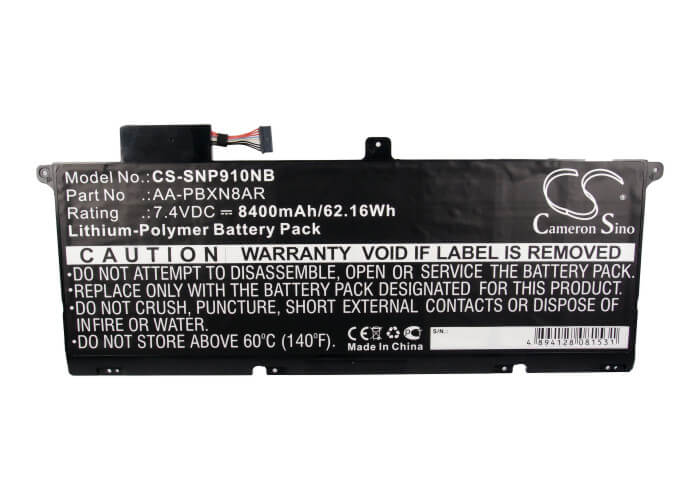 Model No.:CS-SNP910NB
Part No :AA-PBXN8AR
Rating :7.4VDC ⎓ 8400mAh/62.16Wh
Lithium-Polymer Battery Pack
CS
Cameron Sino
CAUTION WARRANTY VOID IF LABEL IS REMOVED
*DO NOT ATTEMPT TO DISASSEMBLE, OPEN OR SERVICE THE BATTERY PACK.
*REPLACE ONLY WITH THE BATTERY PACK DESIGNATED FOR THIS PRODUCT.
*DO NOT CRUSH, PUNCTURE, SHORT EXTERNAL CONTACTS OR DISPOSE OF
IN FIRE OR WATER.
*DO NOT STORE ABOVE 60°C (140°F)
CE
Made In China
S/N.:
4 894128 081531